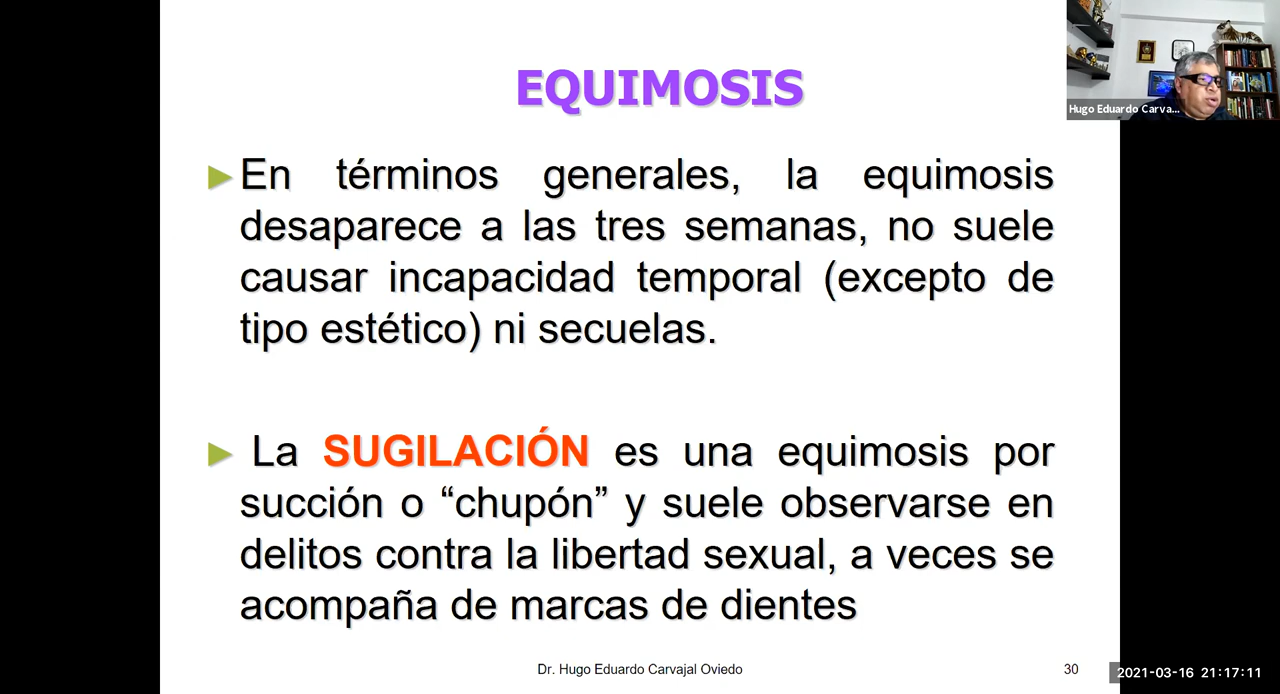 Hugo Eduardo Carva...
EQUIMOSIS
►En términos generales, la equimosis
desaparece a las tres semanas, no suele
causar incapacidad temporal (excepto de
tipo estético) ni secuelas.
► La SUGILACIÓN es una equimosis por
succión o “chupón” y suele observarse en
delitos contra la libertad sexual, a veces se
acompaña de marcas de dientes
Dr. Hugo Eduardo Carvajal Oviedo
30
2021-03-16 21:17:11